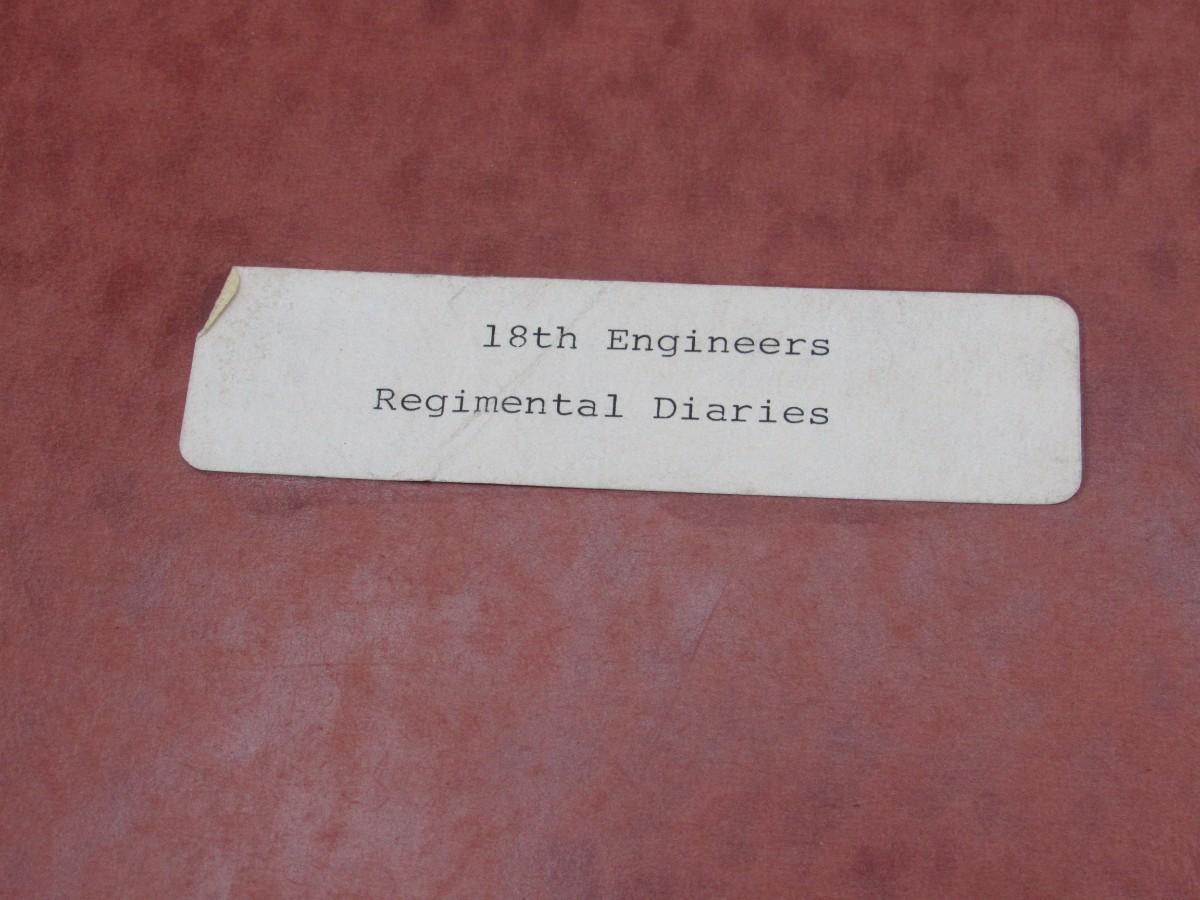 18th Engineers
Regimental Diaries